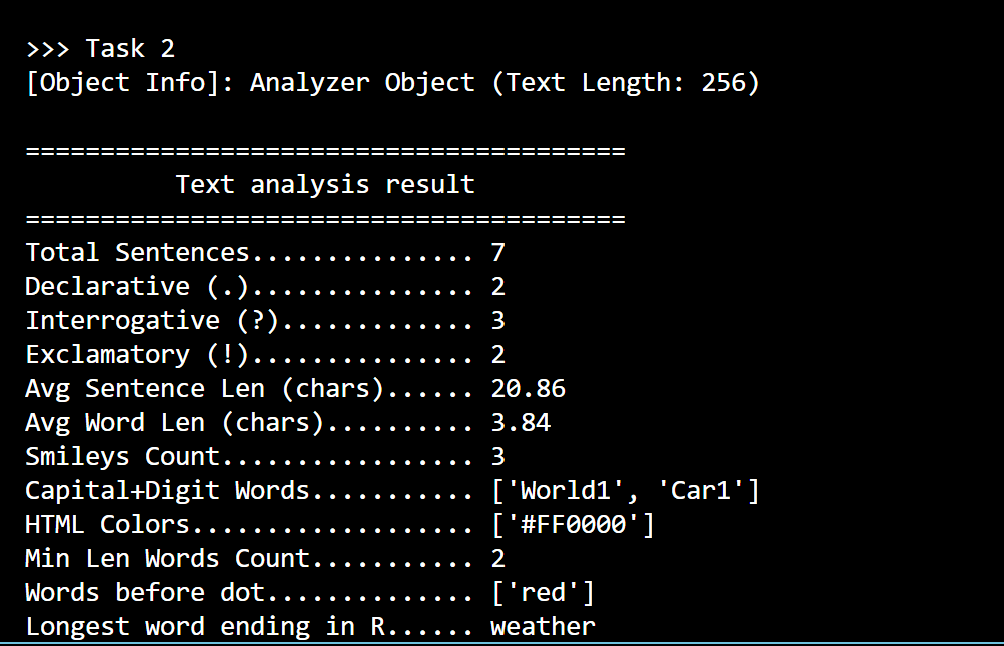 >>> Task 2
[Object Info]: Analyzer Object (Text Length: 256)
========================================
Text analysis result
========================================
Total Sentences............... 7
Declarative (.)............... 2
Interrogative (?)............. 3
Exclamatory (!)............... 2
Avg Sentence Len (chars)...... 20.86
Avg Word Len (chars).......... 3.84
Smileys Count................. 3
Capital+Digit Words........... ['World1', 'Car1']
HTML Colors................... ['#FF0000']
Min Len Words Count........... 2
Words before dot.............. ['red']
Longest word ending in R...... weather